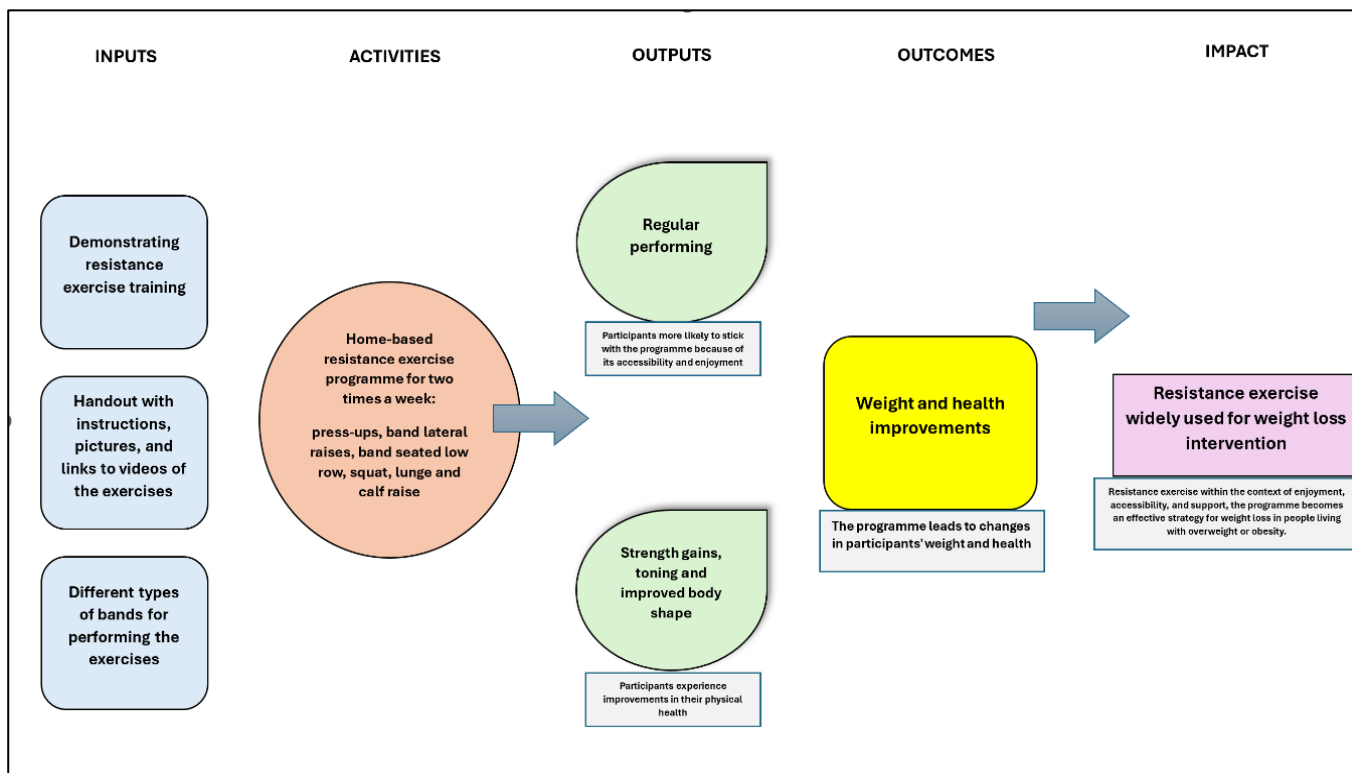 INPUTS
ACTIVITIES
OUTPUTS
OUTCOMES
IMPACT
Demonstrating
resistance
exercise training
Handout with
instructions,
pictures, and
links to videos of
the exercises
Different types
of bands for
performing the
exercises
Home-based
resistance exercise
programme for two
times a week:
press-ups, band lateral
raises, band seated low
row, squat, lunge and
calf raise
Regular
performing
Participants more likely to stick
with the programme because of
its accessibility and enjoyment
Strength gains,
toning and
improved body
shape
Participants experience
improvements in their physical
health
Weight and health
improvements
The programme leads to changes
in participants' weight and health
Resistance exercise
widely used for weight loss
intervention
Resistance exercise within the context of enjoyment,
accessibility, and support, the programme becomes
an effective strategy for weight loss in people living
with overweight or obesity.